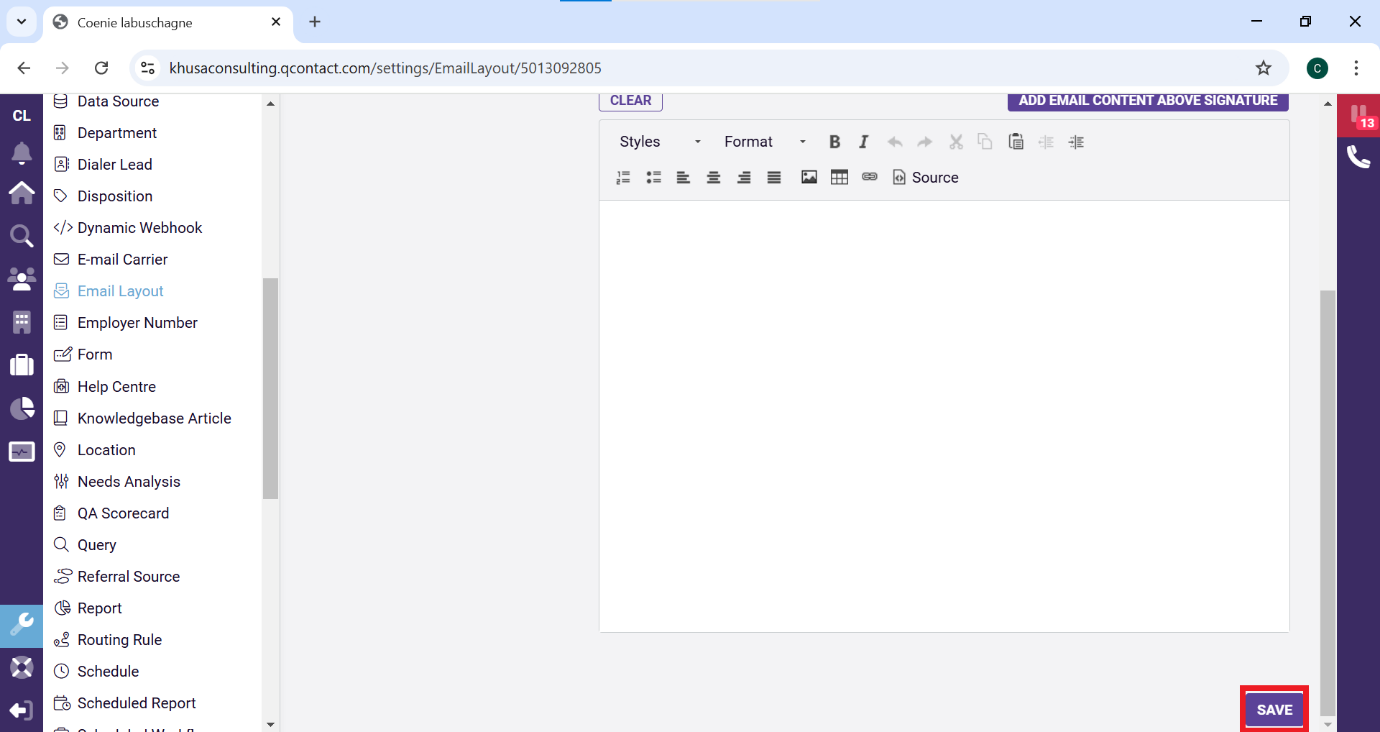 Coenie labuschagne
khusaconsulting.qcontact.com/settings/EmailLayout/5013092805
C
CL
13
Data Source
Department
Dialer Lead
Disposition
Dynamic Webhook
E-mail Carrier
Email Layout
Employer Number
Form
Help Centre
Knowledgebase Article
Location
Needs Analysis
QA Scorecard
Query
Referral Source
Report
Routing Rule
Schedule
Scheduled Report
CLEAR
ADD EMAIL CONTENT ABOVE SIGNATURE
Styles Format B I
Source
SAVE